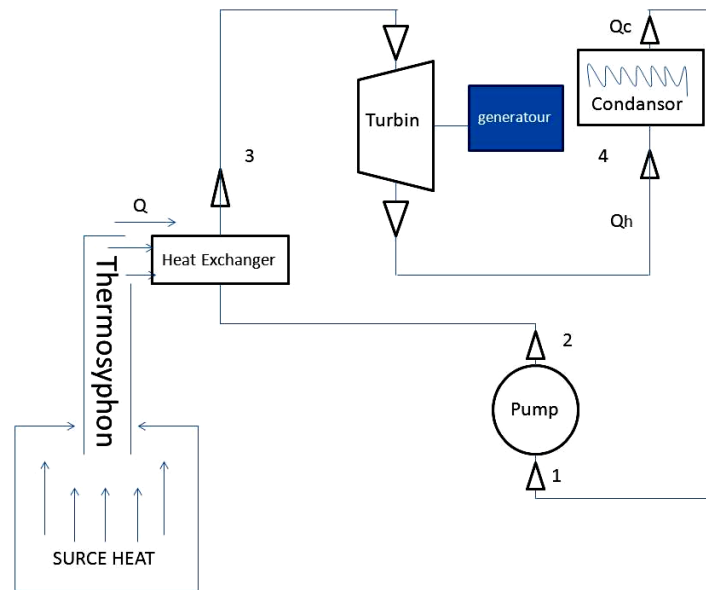 Qc
Condansor
Turbin
generatour
3
4
Q
Qh
Heat Exchanger
Thermosyphon
2
Pump
1
SURCE HEAT